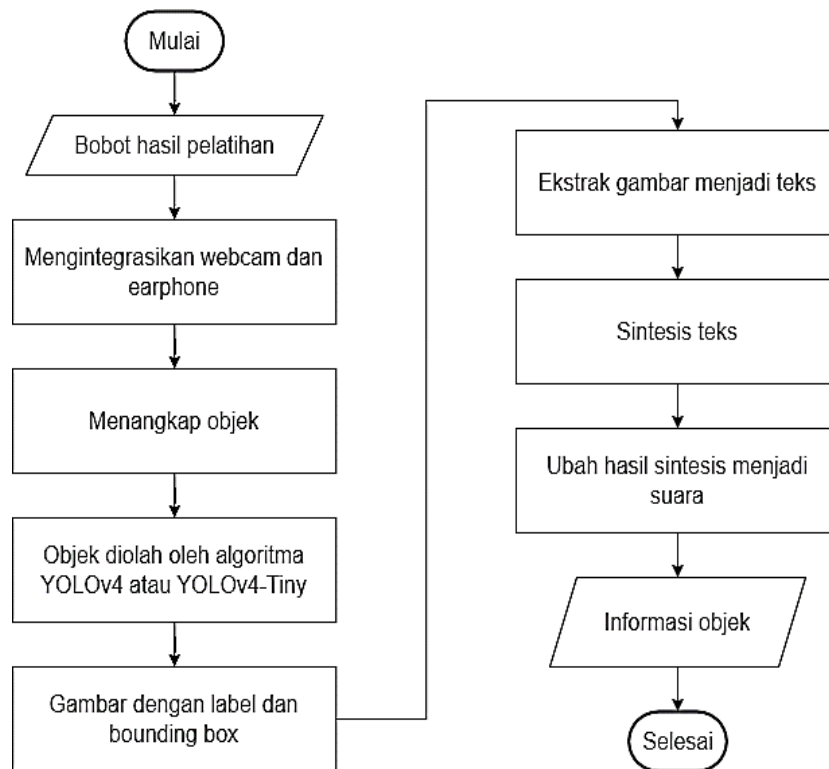 Mulai
Bobot hasil pelatihan
Mengintegrasikan webcam dan
earphone
Menangkap objek
Objek diolah oleh algoritma
YOLOv4 atau YOLOv4-Tiny
Gambar dengan label dan
bounding box
Ekstrak gambar menjadi teks
Sintesis teks
Ubah hasil sintesis menjadi
suara
Informasi objek
Selesai